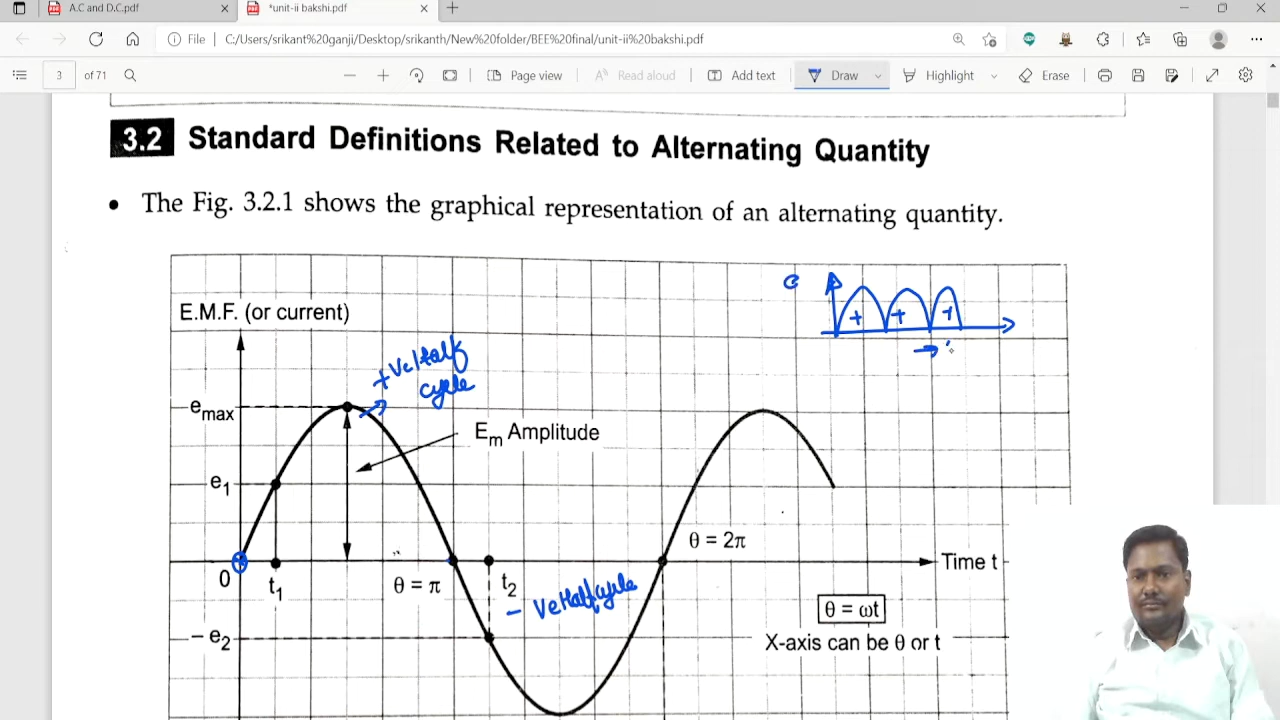 A.C and D.C.pdf
*unit-ii bakshi.pdf
File
C:/Users/srikant%20ganji/Desktop/srikanth/New%20folder/BEE%20final/unit-ii%20bakshi.pdf
3 of 71
Page view
Read aloud
Add text
Draw
Highlight
Erase
3.2 Standard Definitions Related to Alternating Quantity
• The Fig. 3.2.1 shows the graphical representation of an alternating quantity.
e
+ + +
E.M.F. (or current)
+Ve Half
cycle
emax
Em Amplitude
e1
θ = 2π
0
t1
θ = π
t2
Time t
- Ve Half cycle
θ = ωt
− e2
X-axis can be θ or t